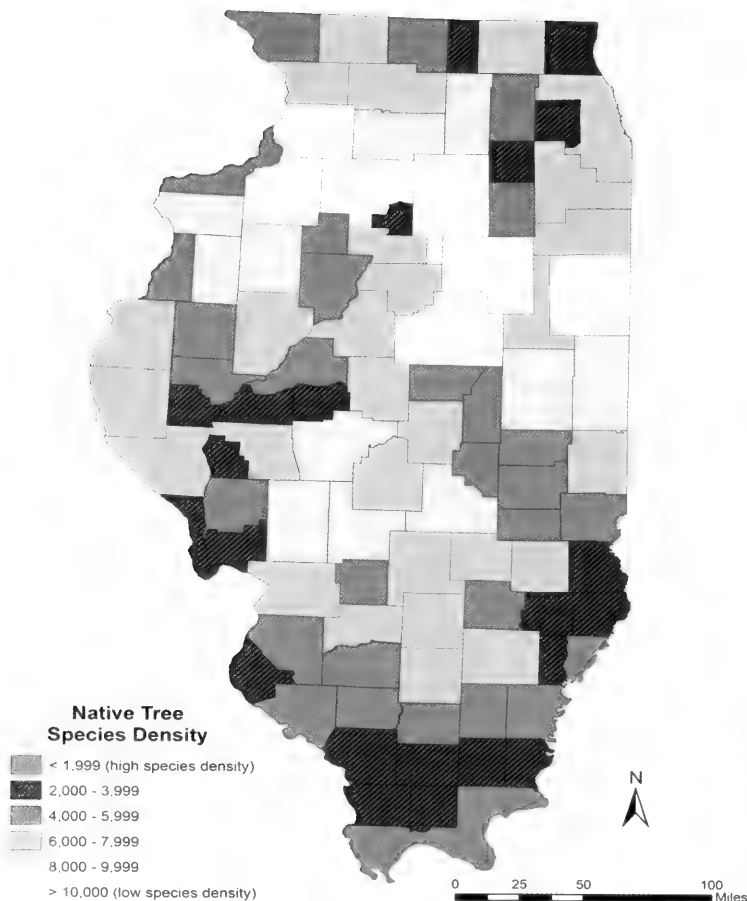 Native Tree
Species Density
< 1,999 (high species density)
2,000 - 3,999
4,000 - 5,999
6,000 - 7,999
8,000 - 9,999
> 10,000 (low species density)
N
0 25 50 100
Miles